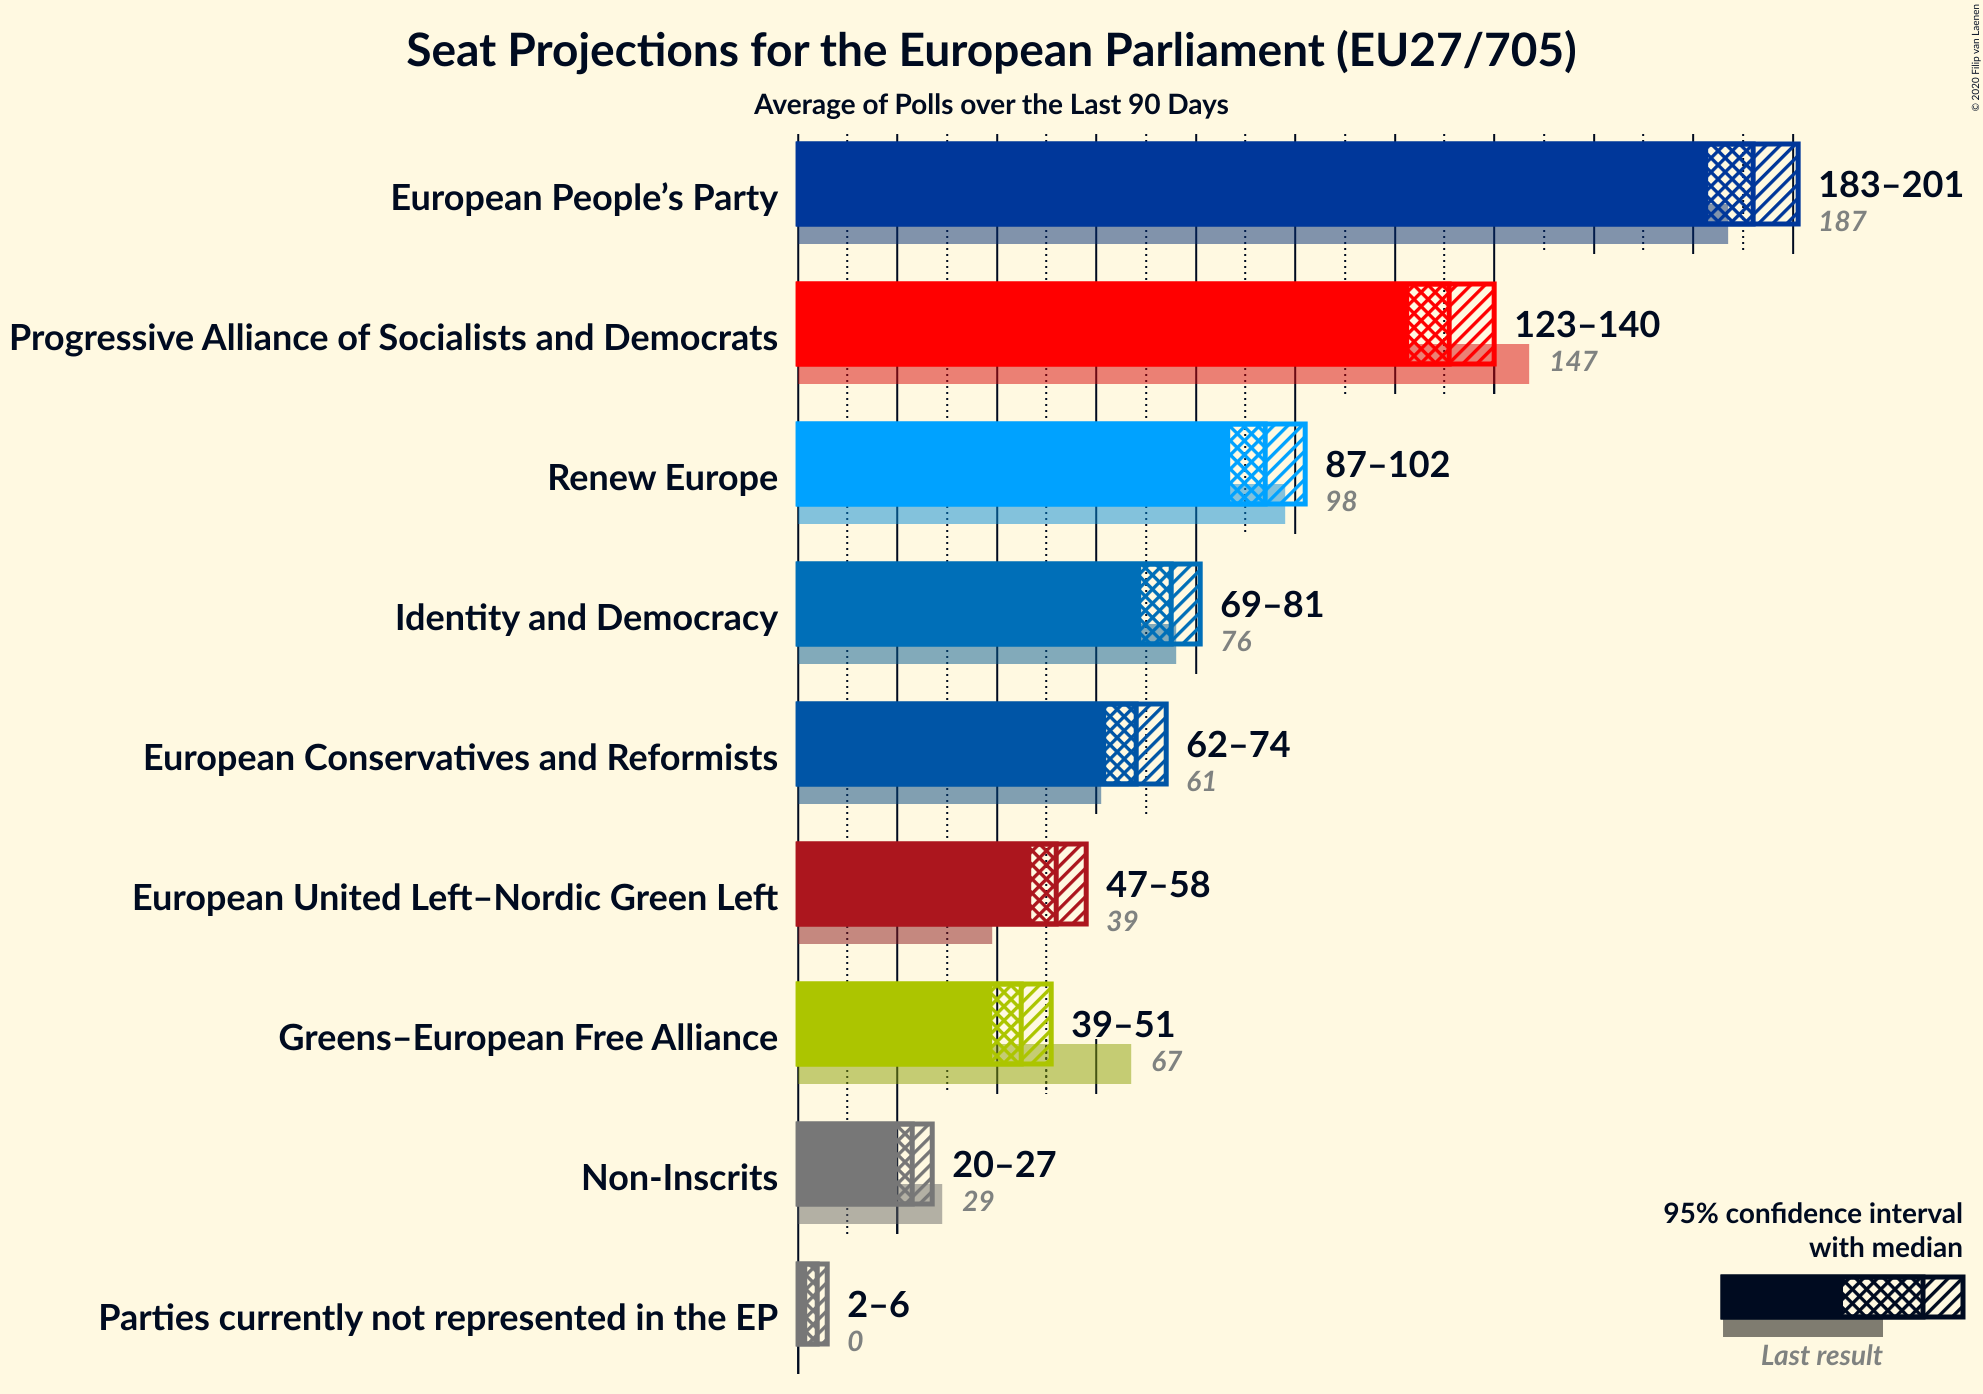 Seat Projections for the European Parliament (EU27/705)
Average of Polls over the Last 90 Days
© 2020 Filip van Laenen
European People’s Party
183–201
187
Progressive Alliance of Socialists and Democrats
123–140
147
Renew Europe
87–102
98
Identity and Democracy
69–81
76
European Conservatives and Reformists
62–74
61
European United Left–Nordic Green Left
47–58
39
Greens–European Free Alliance
39–51
67
Non-Inscrits
20–27
29
Parties currently not represented in the EP
2–6
0
95% confidence interval
with median
Last result